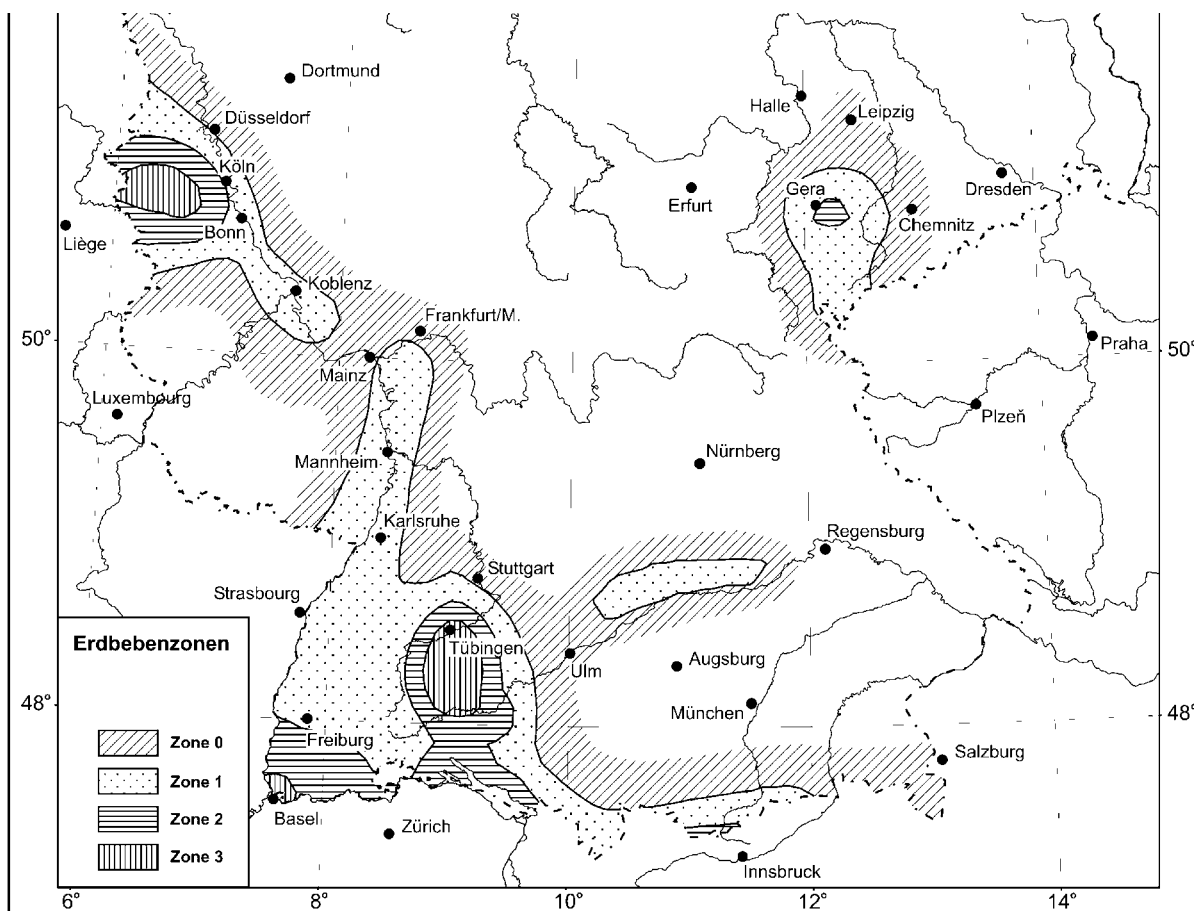 Dortmund
Düsseldorf
Halle
Leipzig
Köln
Dresden
Gera
Erfurt
Chemnitz
Liège
Bonn
Koblenz
Frankfurt/M.
50°
50°
Praha
Mainz
Luxembourg
Plzeň
Nürnberg
Mannheim
Karlsruhe
Regensburg
Stuttgart
Strasbourg
Erdbebenzonen
Tübingen
Augsburg
Ulm
48°
48°
München
Freiburg
Zone 0
Salzburg
Zone 1
Basel
Zone 2
Zürich
Zone 3
Innsbruck
6°
8°
10°
12°
14°